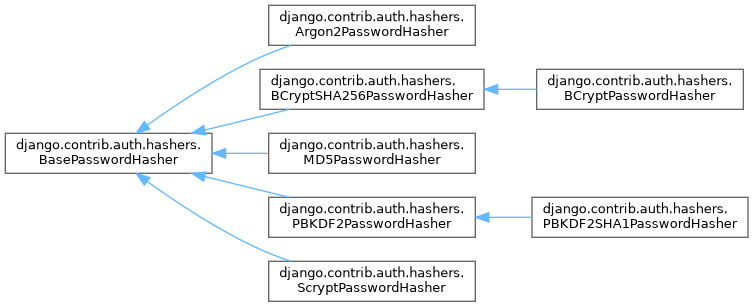 django.contrib.auth.hashers.
Argon2PasswordHasher
django.contrib.auth.hashers.
BCryptSHA256PasswordHasher
django.contrib.auth.hashers.
BCryptPasswordHasher
django.contrib.auth.hashers.
BasePasswordHasher
django.contrib.auth.hashers.
MD5PasswordHasher
django.contrib.auth.hashers.
PBKDF2PasswordHasher
django.contrib.auth.hashers.
PBKDF2SHA1PasswordHasher
django.contrib.auth.hashers.
ScryptPasswordHasher